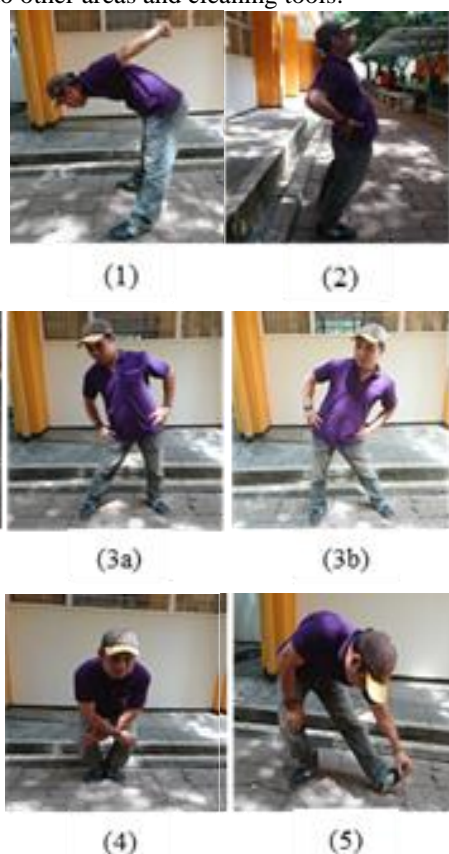 o other areas and cleaning tools.
(1) (2)
(3a) (3b)
(4) (5)